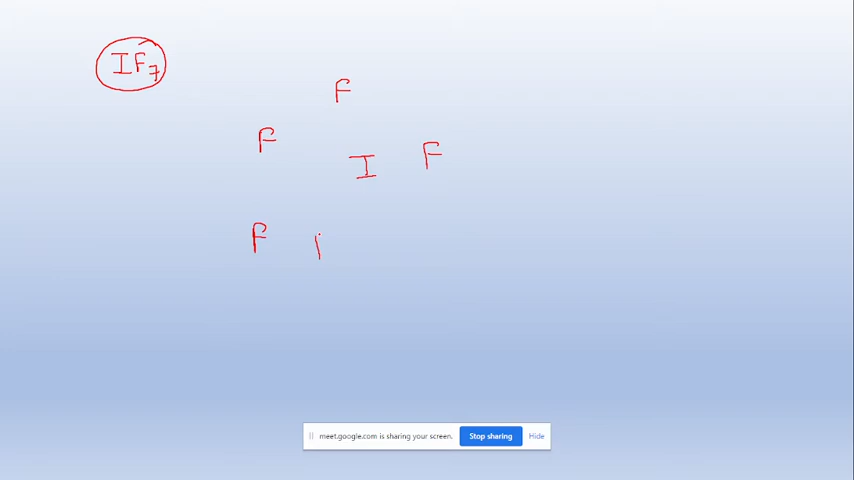 IF7
F
F
I F
F
meet.google.com is sharing your screen. Stop sharing Hide